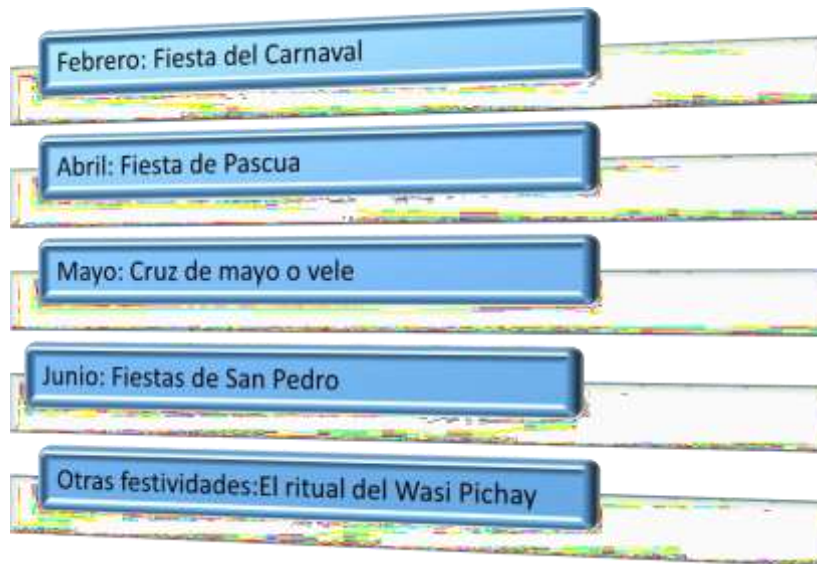 Febrero: Fiesta del Carnaval
Abril: Fiesta de Pascua
Mayo: Cruz de mayo o vele
Junio: Fiestas de San Pedro
Otras festividades:El ritual del Wasi Pichay